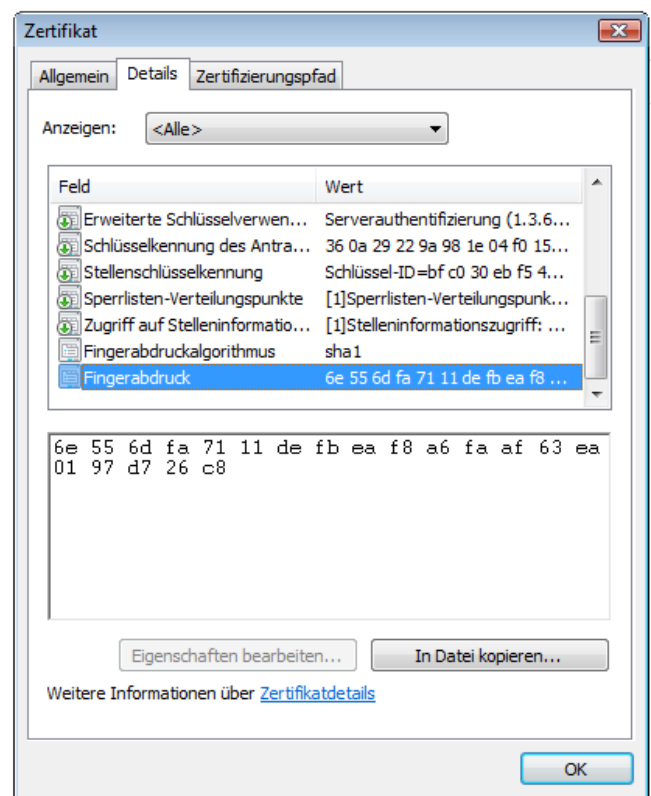 Zertifikat
Allgemein Details Zertifizierungspfad
Anzeigen: <Alle>
Feld Wert
Erweiterte Schlüsselverwen... Serverauthentifizierung (1.3.6...
Schlüsselkennung des Antra... 36 0a 29 22 9a 98 1e 04 f0 15...
Stellenschlüsselkennung Schlüssel-ID=bf c0 30 eb f5 4...
Sperrlisten-Verteilungspunkte [1]Sperrlisten-Verteilungspunk...
Zugriff auf Stelleninformatio... [1]Stelleninformationszugriff: ...
Fingerabdruckalgorithmus sha1
Fingerabdruck 6e 55 6d fa 71 11 de fb ea f8 ...
6e 55 6d fa 71 11 de fb ea f8 a6 fa af 63 ea
01 97 d7 26 c8
Eigenschaften bearbeiten... In Datei kopieren...
Weitere Informationen über Zertifikatdetails
OK